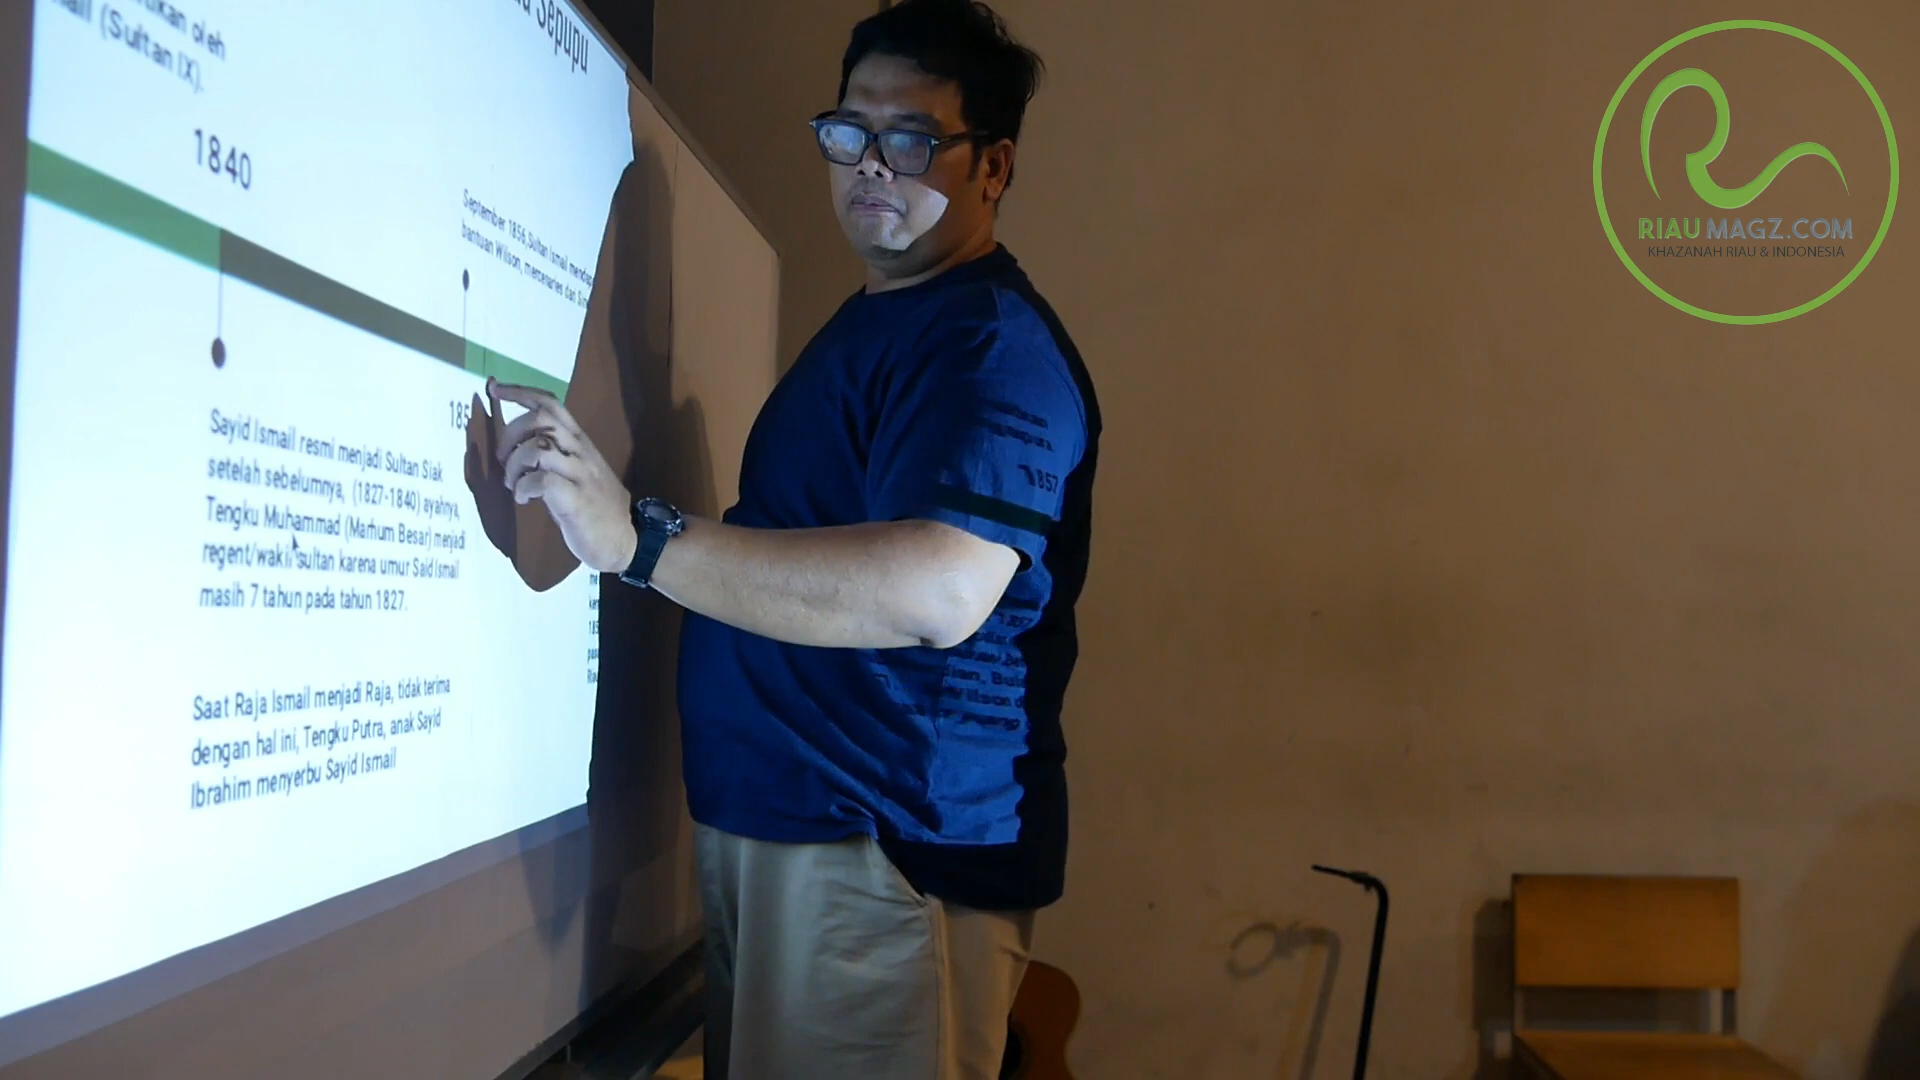 oleh
(Sultan IX).
Sepupu
1840
September 1856, Sultan Ismail
bantuan Wilson, mercenaries dari
185
Sayid Ismail resmi menjadi Sultan Siak
setelah sebelumnya, (1827-1840) ayahnya,
Tengku Muhammad (Marhum Besar) menjadi
regent/wakil sultan karena umur Said Ismail
masih 7 tahun pada tahun 1827.
Saat Raja Ismail menjadi Raja, tidak terima
dengan hal ini, Tengku Putra, anak Sayid
Ibrahim menyerbu Sayid Ismail
1857
RIAUMAGZ.COM
KHAZANAH RIAU & INDONESIA